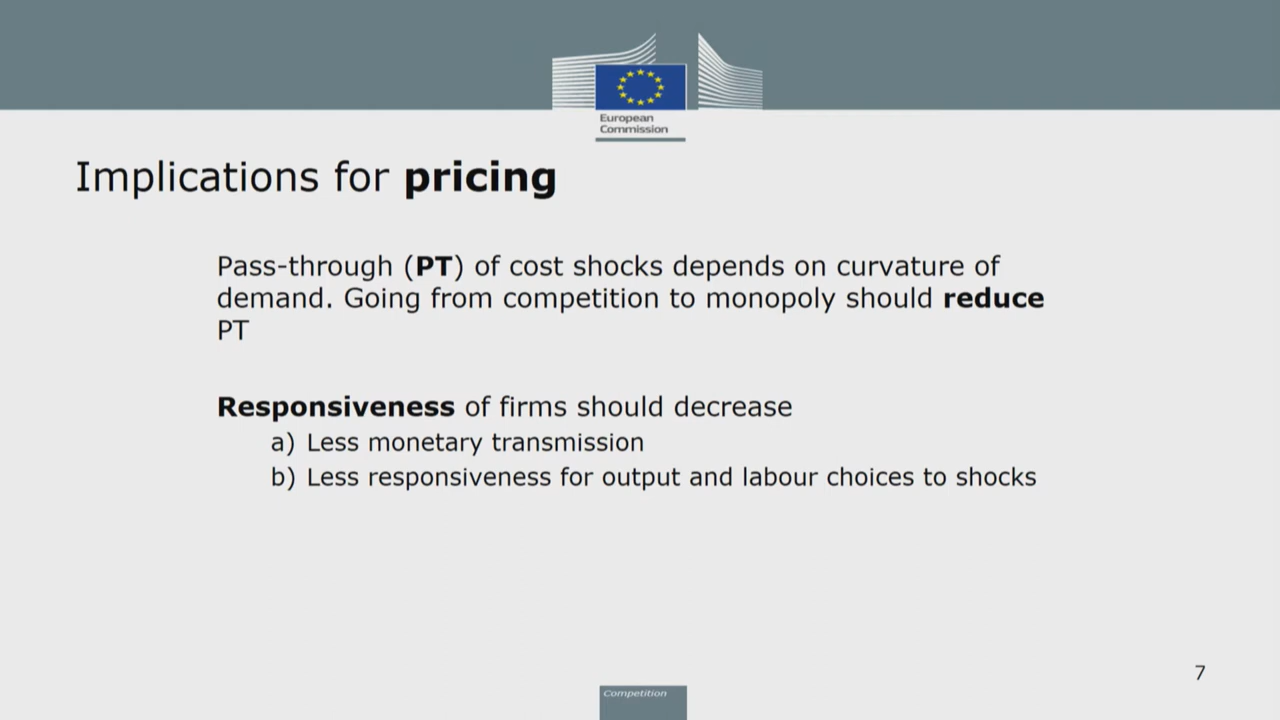 European
Commission
Implications for pricing
Pass-through (PT) of cost shocks depends on curvature of
demand. Going from competition to monopoly should reduce
PT
Responsiveness of firms should decrease
a) Less monetary transmission
b) Less responsiveness for output and labour choices to shocks
7
Competition